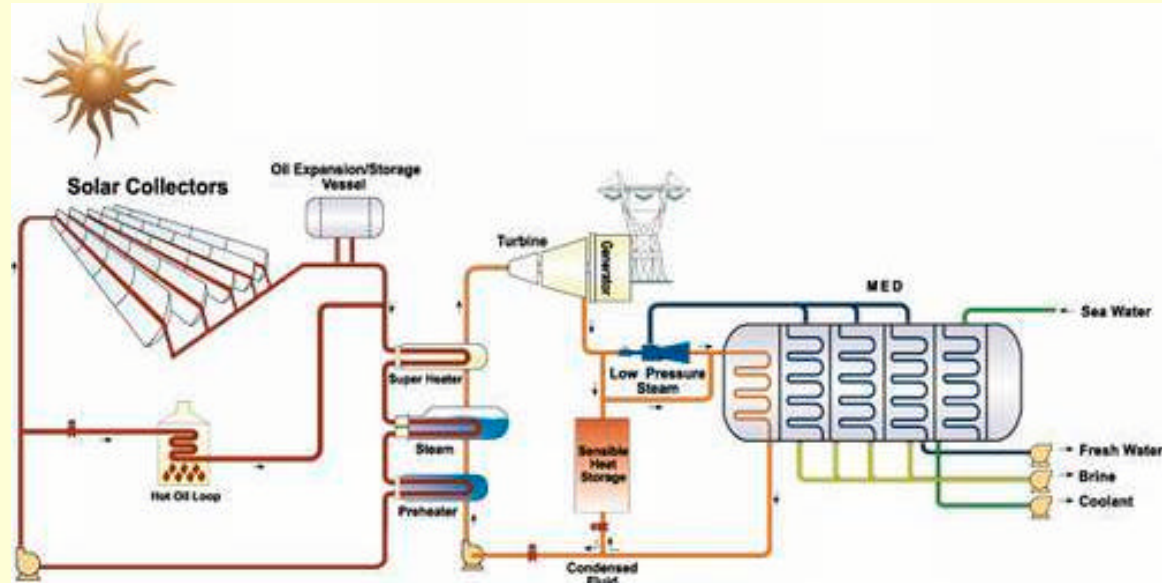 Oil Expansion/Storage
Vessel
Solar Collectors
Turbine
Generator
MED
Sea Water
Super Heater
Low Pressure
Steam
Steam
Sensible
Heat
Storage
Fresh Water
Hot Oil Loop
Preheater
Brine
Coolant
Condensed
Fluid